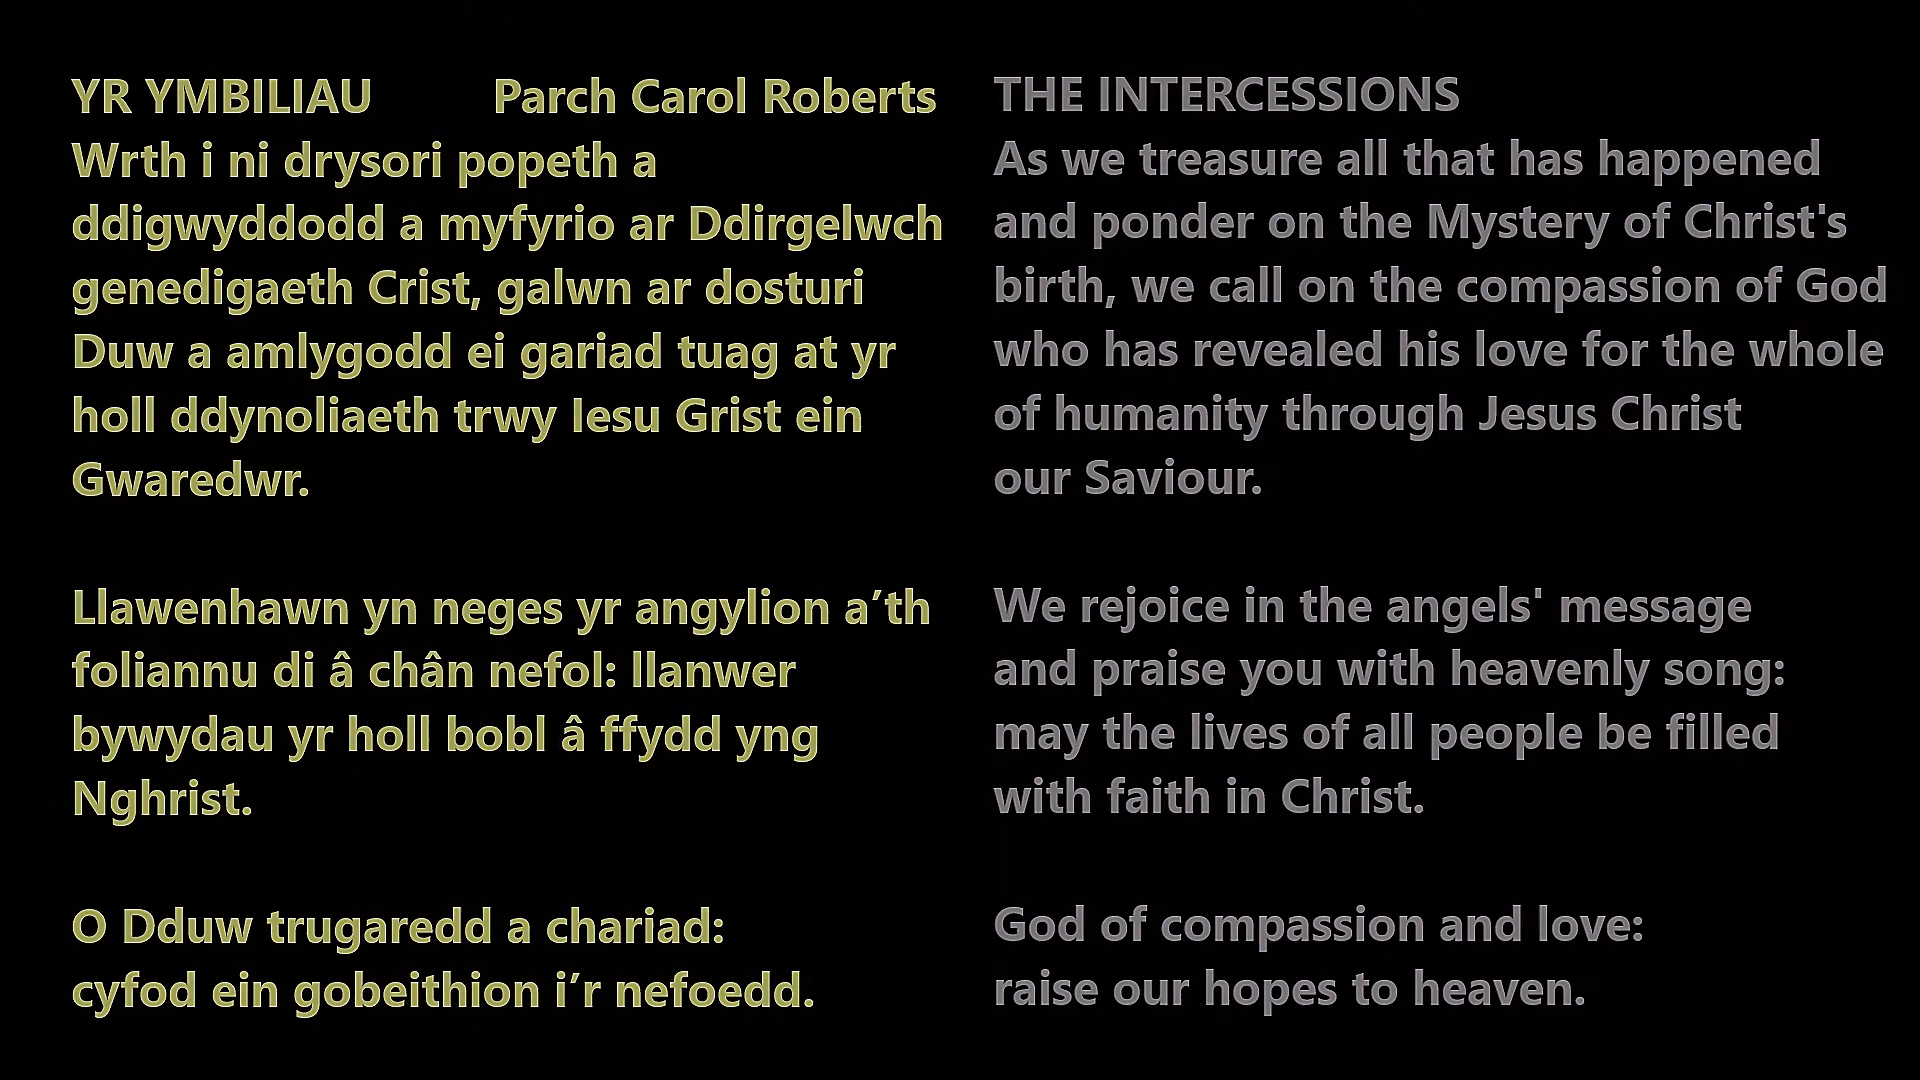 YR YMBILIAU Parch Carol Roberts
Wrth i ni drysori popeth a
ddigwyddodd a myfyrio ar Ddirgelwch
genedigaeth Crist, galwn ar dosturi
Duw a amlygodd ei gariad tuag at yr
holl ddynoliaeth trwy Iesu Grist ein
Gwaredwr.
Llawenhawn yn neges yr angylion a’th
foliannu di â chân nefol: llanwer
bywydau yr holl bobl â ffydd yng
Nghrist.
O Dduw trugaredd a chariad:
cyfod ein gobeithion i’r nefoedd.
THE INTERCESSIONS
As we treasure all that has happened
and ponder on the Mystery of Christ's
birth, we call on the compassion of God
who has revealed his love for the whole
of humanity through Jesus Christ
our Saviour.
We rejoice in the angels' message
and praise you with heavenly song:
may the lives of all people be filled
with faith in Christ.
God of compassion and love:
raise our hopes to heaven.